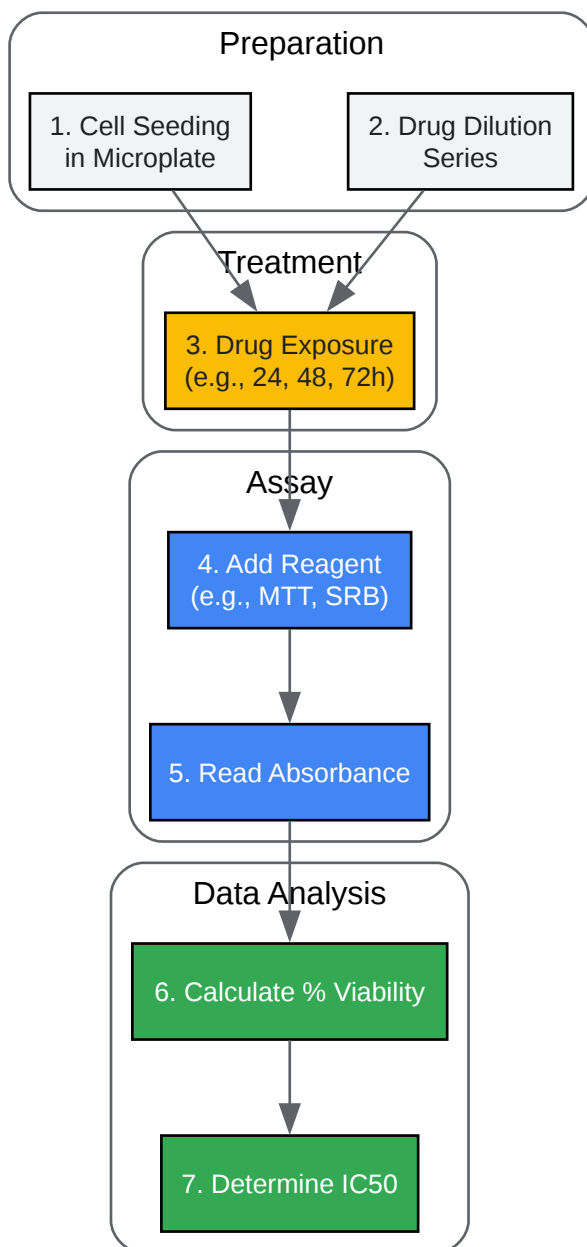 Preparation
1. Cell Seeding
in Microplate
2. Drug Dilution
Series
Treatment
3. Drug Exposure
(e.g., 24, 48, 72h)
Assay
4. Add Reagent
(e.g., MTT, SRB)
5. Read Absorbance
Data Analysis
6. Calculate % Viability
7. Determine IC50